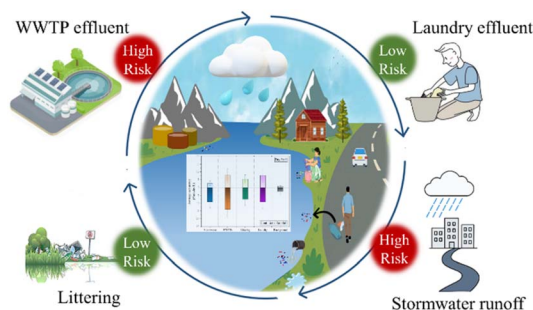 WWTP effluent
High
Risk
Low
Risk
Laundry effluent
Low
Risk
Littering
High
Risk
Stormwater runoff